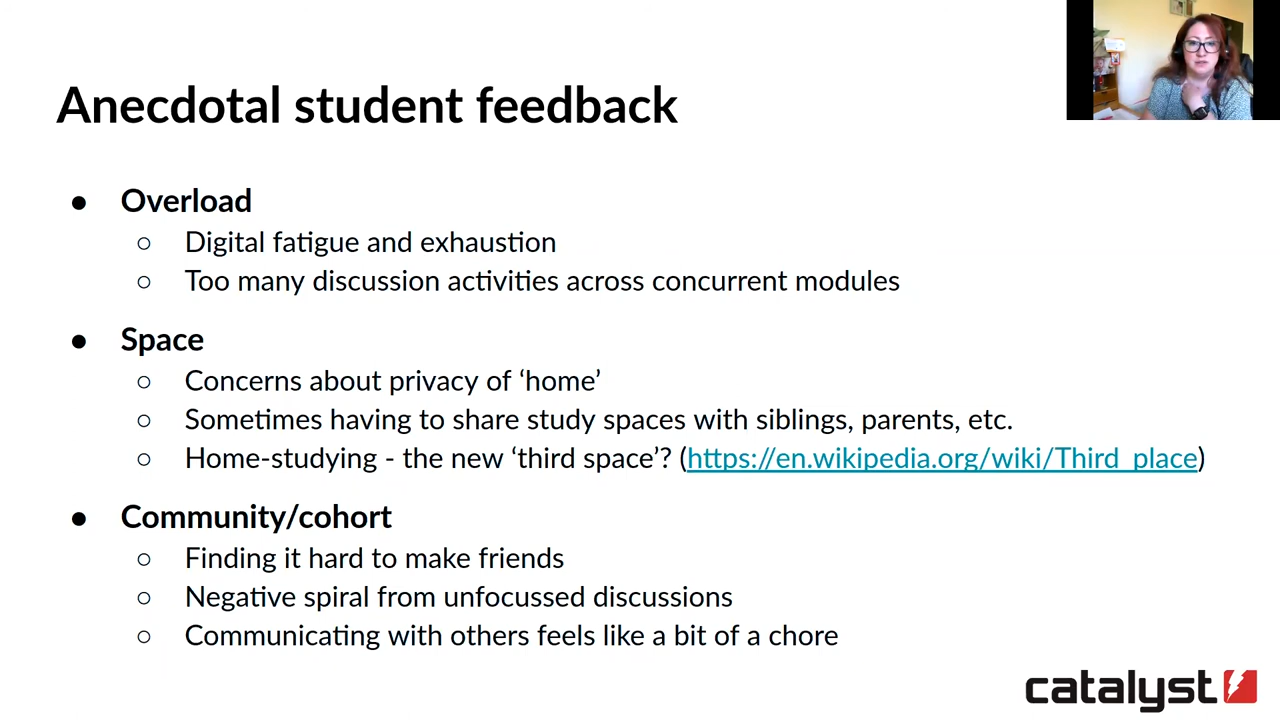 Anecdotal student feedback
● Overload
○ Digital fatigue and exhaustion
○ Too many discussion activities across concurrent modules
● Space
○ Concerns about privacy of ‘home’
○ Sometimes having to share study spaces with siblings, parents, etc.
○ Home-studying - the new ‘third space’? (https://en.wikipedia.org/wiki/Third_place)
● Community/cohort
○ Finding it hard to make friends
○ Negative spiral from unfocussed discussions
○ Communicating with others feels like a bit of a chore
catalyst